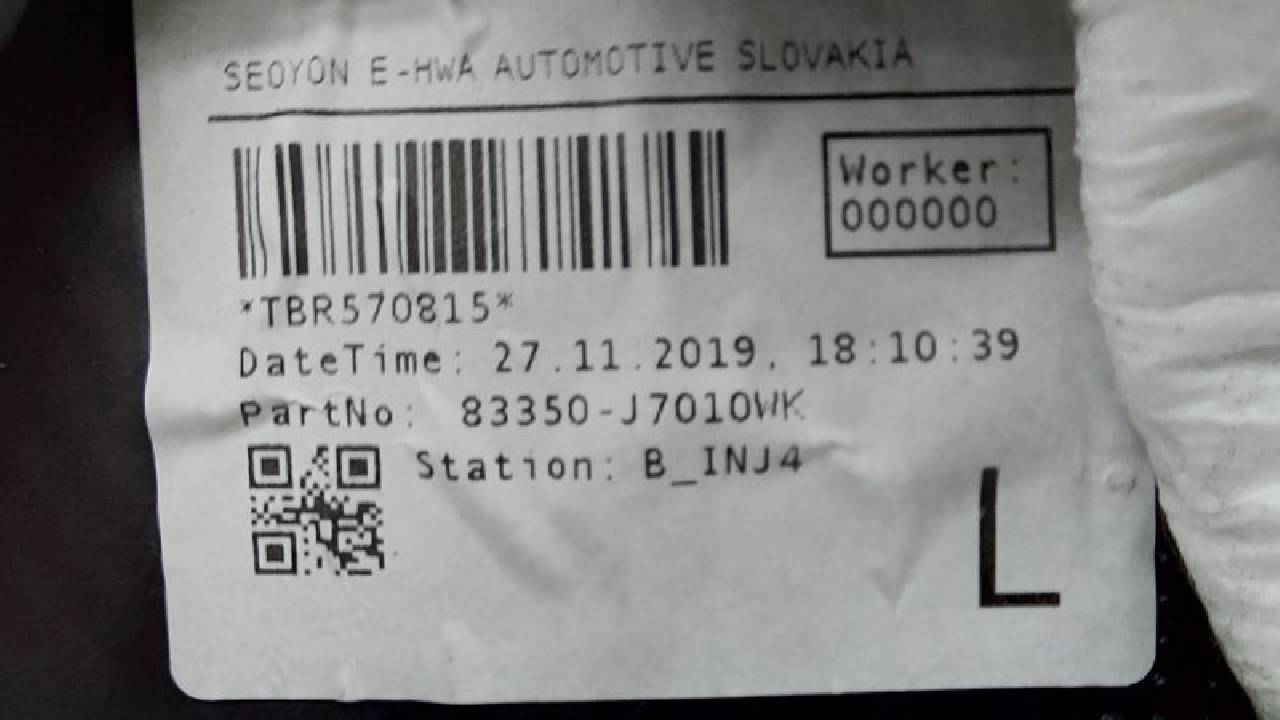 SEOYON E-HWA AUTOMOTIVE SLOVAKIA
Worker:
000000
*TBR570815*
DateTime: 27.11.2019. 18:10:39
PartNo: 83350-J7010WK
Station: B_INJ4
L